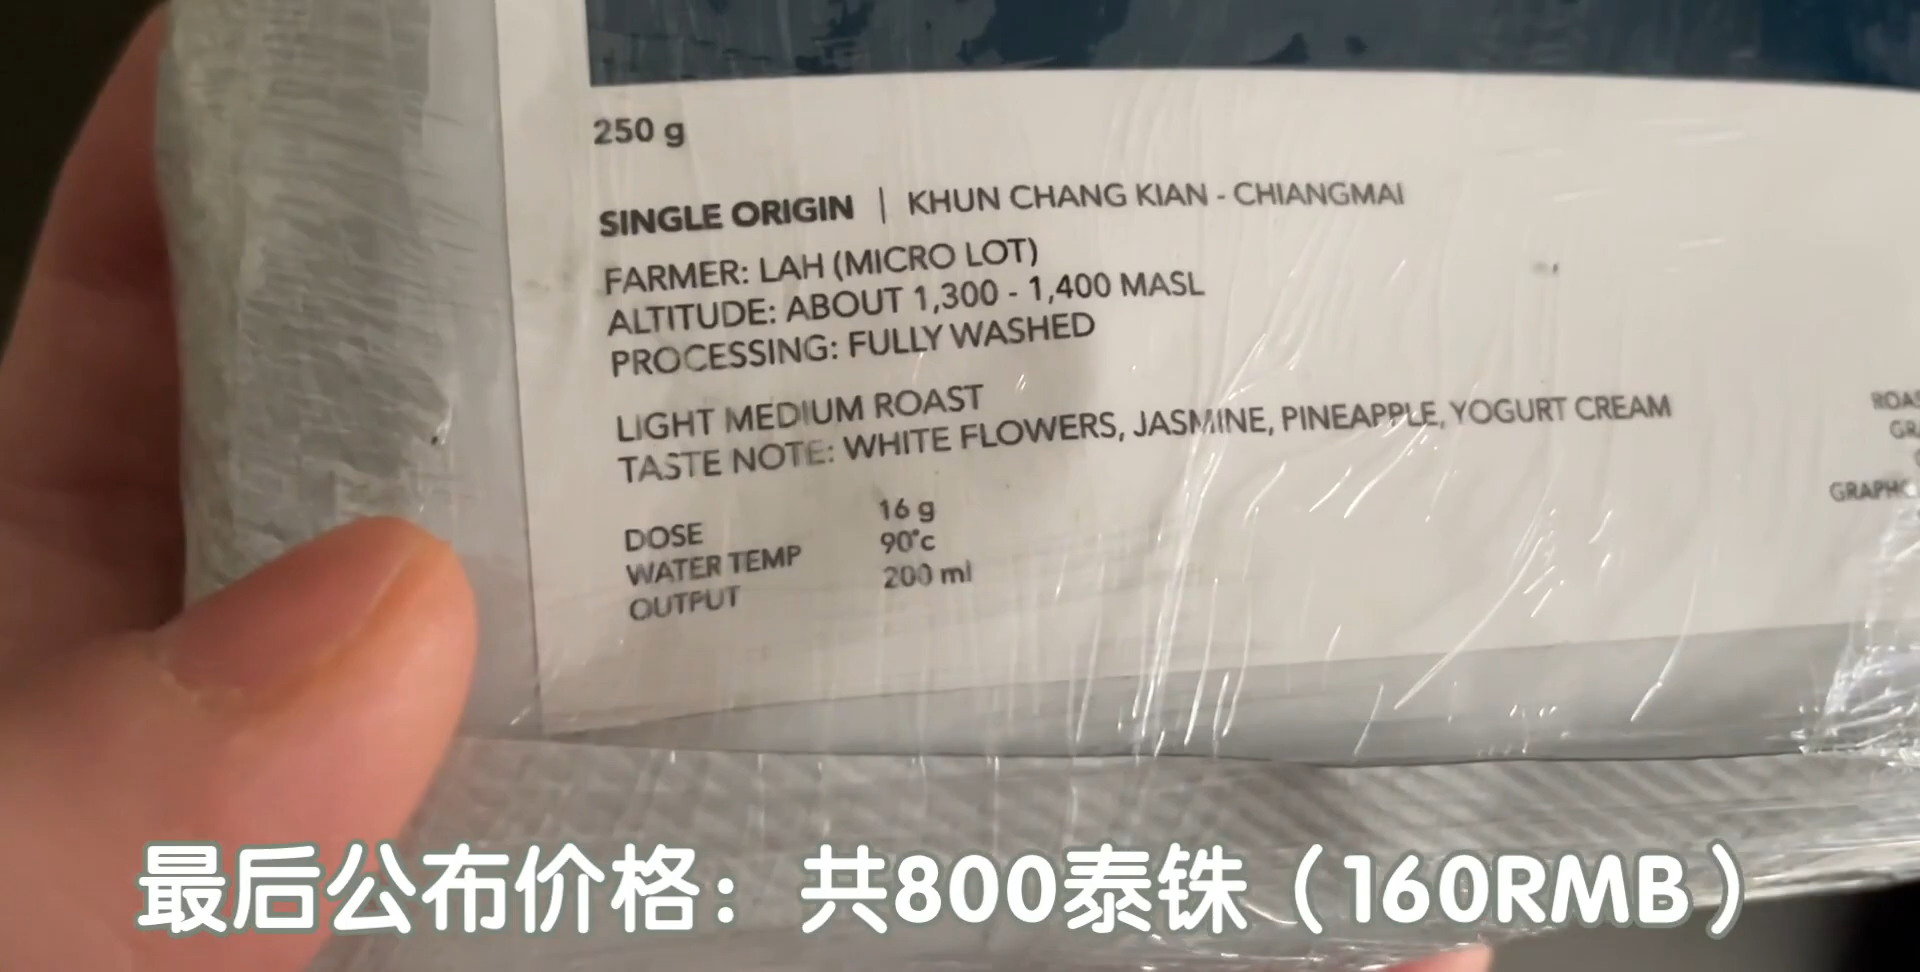 250 g
SINGLE ORIGIN | KHUN CHANG KIAN - CHIANGMAI
FARMER: LAH (MICRO LOT)
ALTITUDE: ABOUT 1,300 - 1,400 MASL
PROCESSING: FULLY WASHED
LIGHT MEDIUM ROAST
TASTE NOTE: WHITE FLOWERS, JASMINE, PINEAPPLE, YOGURT CREAM
DOSE 16 g
WATER TEMP 90°c
OUTPUT 200 ml
最后公布价格：共800泰铢（160RMB）